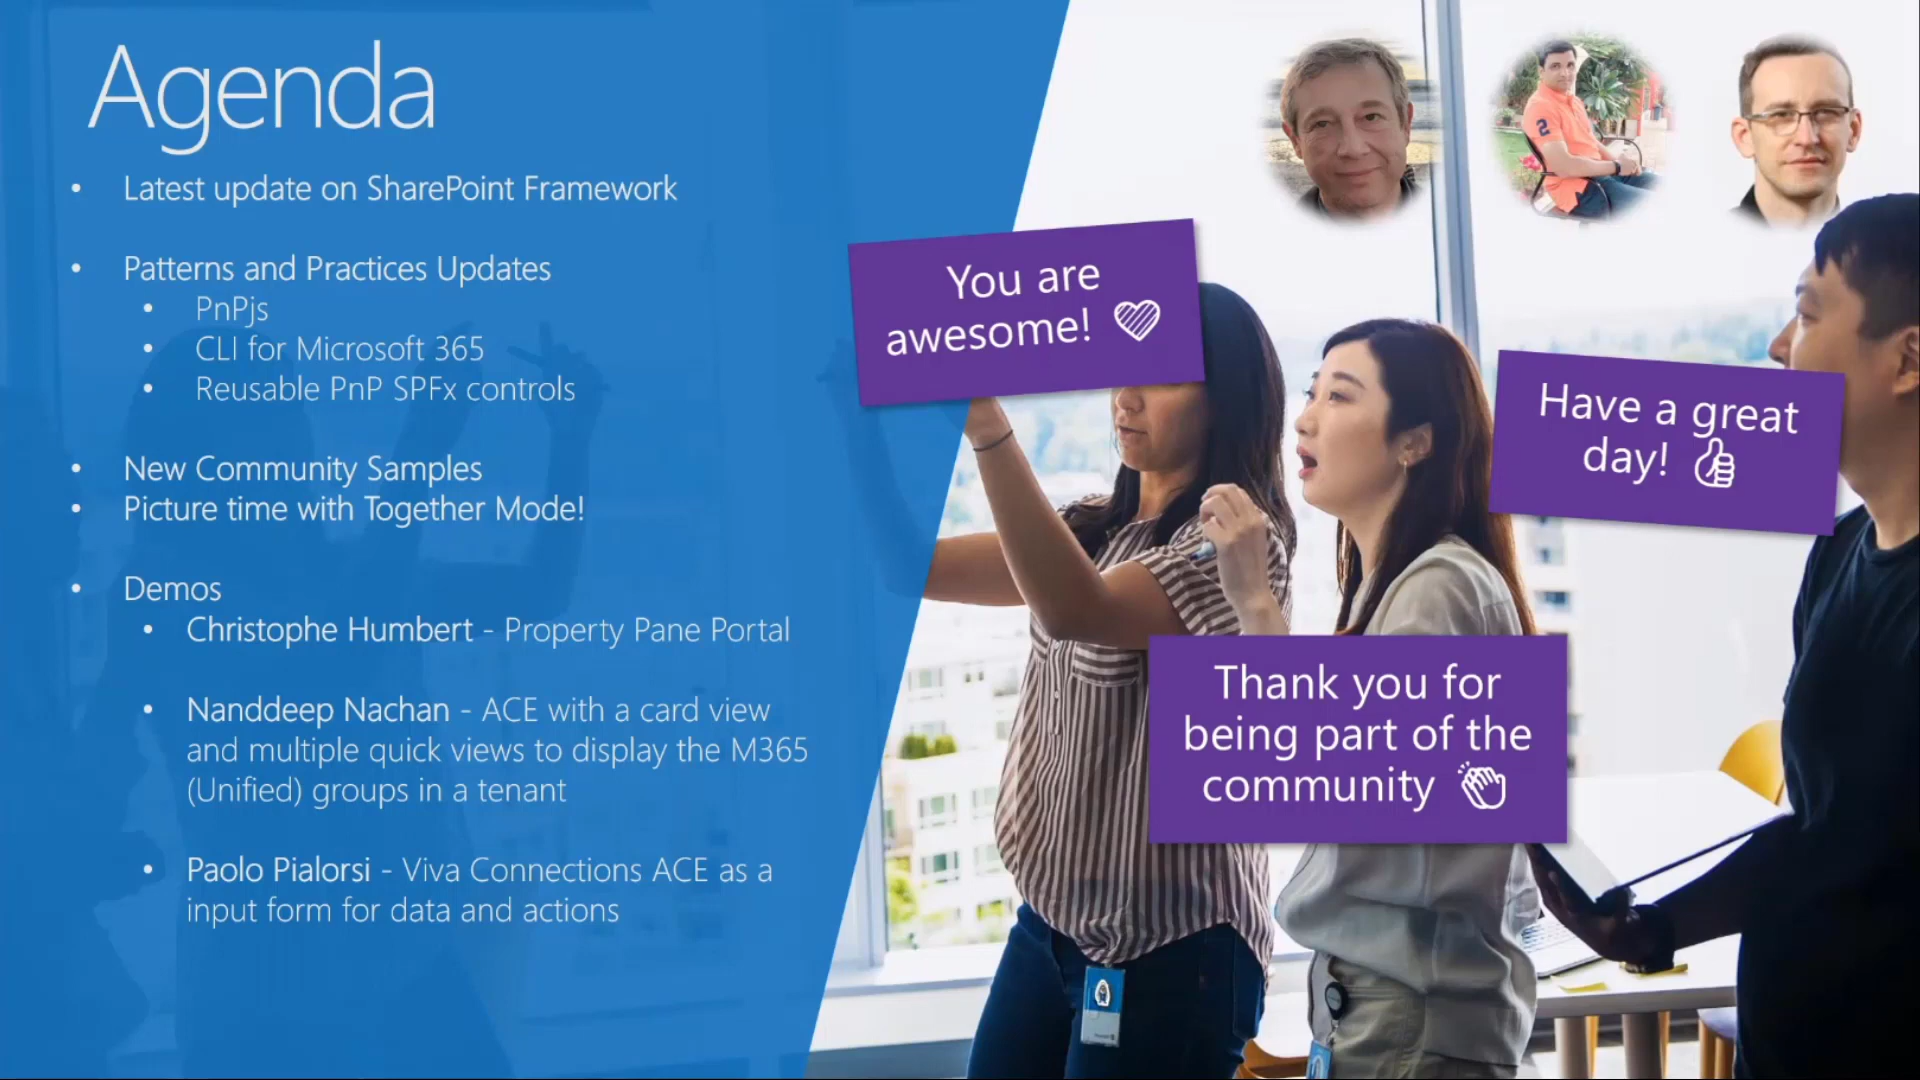 Agenda
• Latest update on SharePoint Framework
• Patterns and Practices Updates
• PnPjs
• CLI for Microsoft 365
• Reusable PnP SPFx controls
• New Community Samples
• Picture time with Together Mode!
• Demos
• Christophe Humbert - Property Pane Portal
• Nanddeep Nachan - ACE with a card view
and multiple quick views to display the M365
(Unified) groups in a tenant
• Paolo Pialorsi - Viva Connections ACE as a
input form for data and actions
You are
awesome!
Have a great
day!
Thank you for
being part of the
community
2